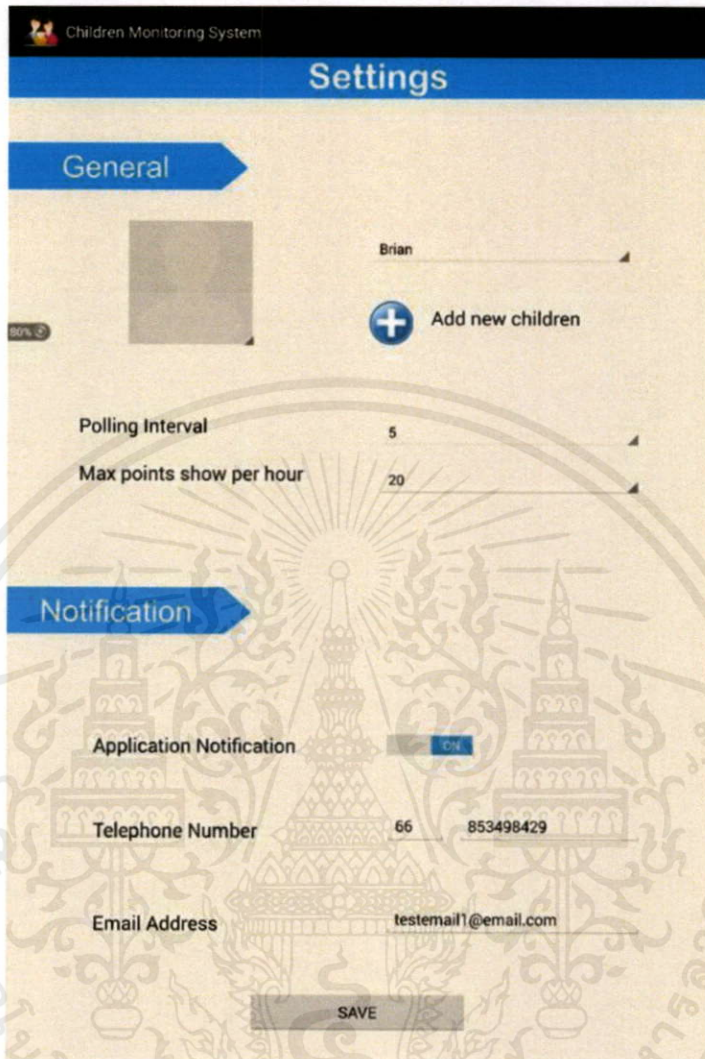 Children Monitoring System
Settings
General
Brian
80%
Add new children
Polling Interval 5
Max points show per hour 20
Notification
Application Notification ON
Telephone Number 66 853498429
Email Address testemail1@email.com
SAVE